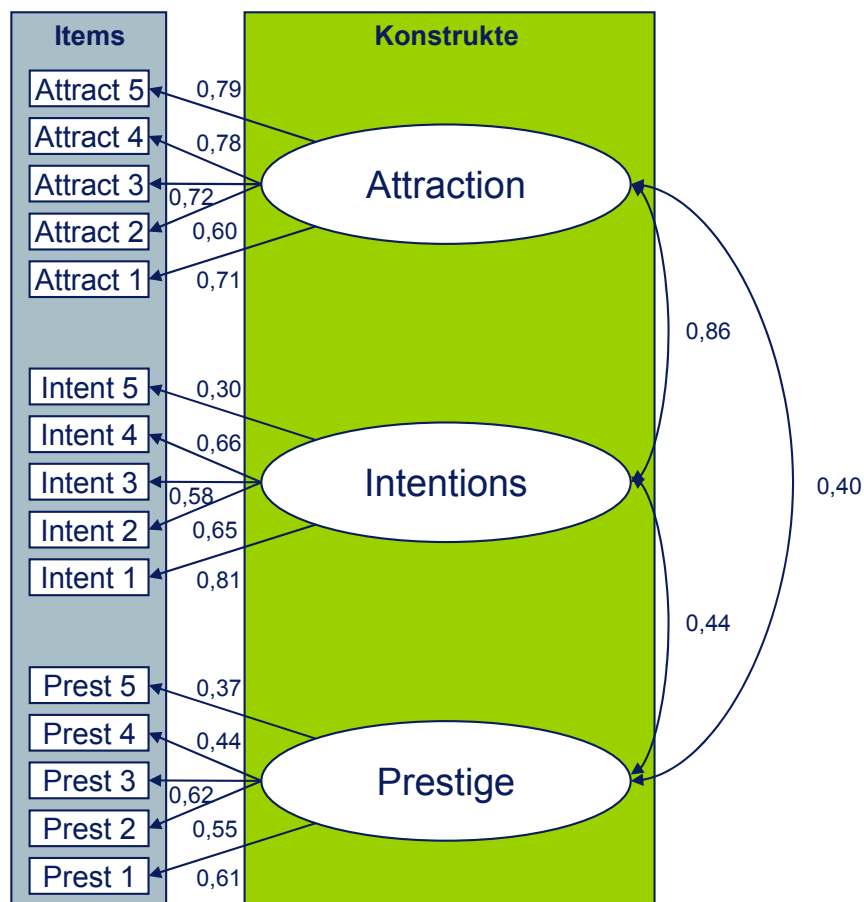 Items
Konstrukte
Attract 5
0,79
Attract 4
0,78
Attract 3
0,72
Attract 2
0,60
Attract 1
0,71
Attraction
0,86
Intent 5
0,30
Intent 4
0,66
Intent 3
0,58
Intent 2
0,65
Intent 1
0,81
Intentions
0,40
0,44
Prest 5
0,37
Prest 4
0,44
Prest 3
0,62
Prest 2
0,55
Prest 1
0,61
Prestige